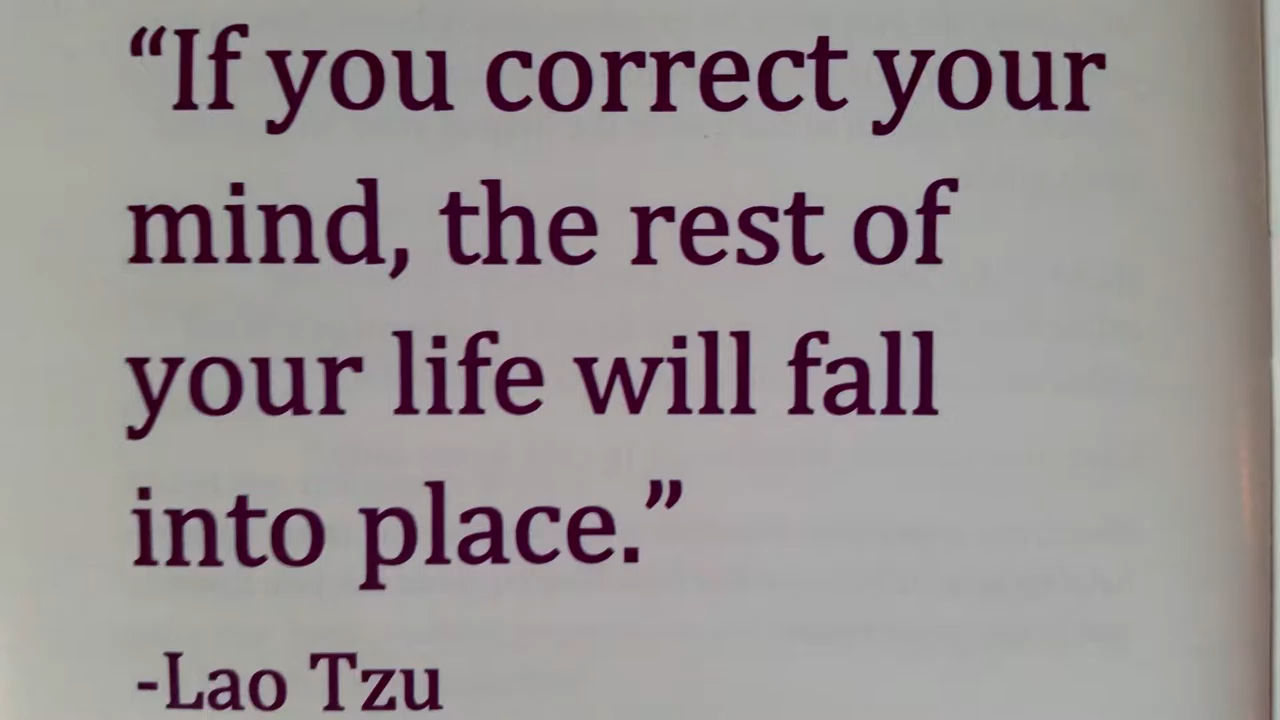 “If you correct your
mind, the rest of
your life will fall
into place.”
-Lao Tzu